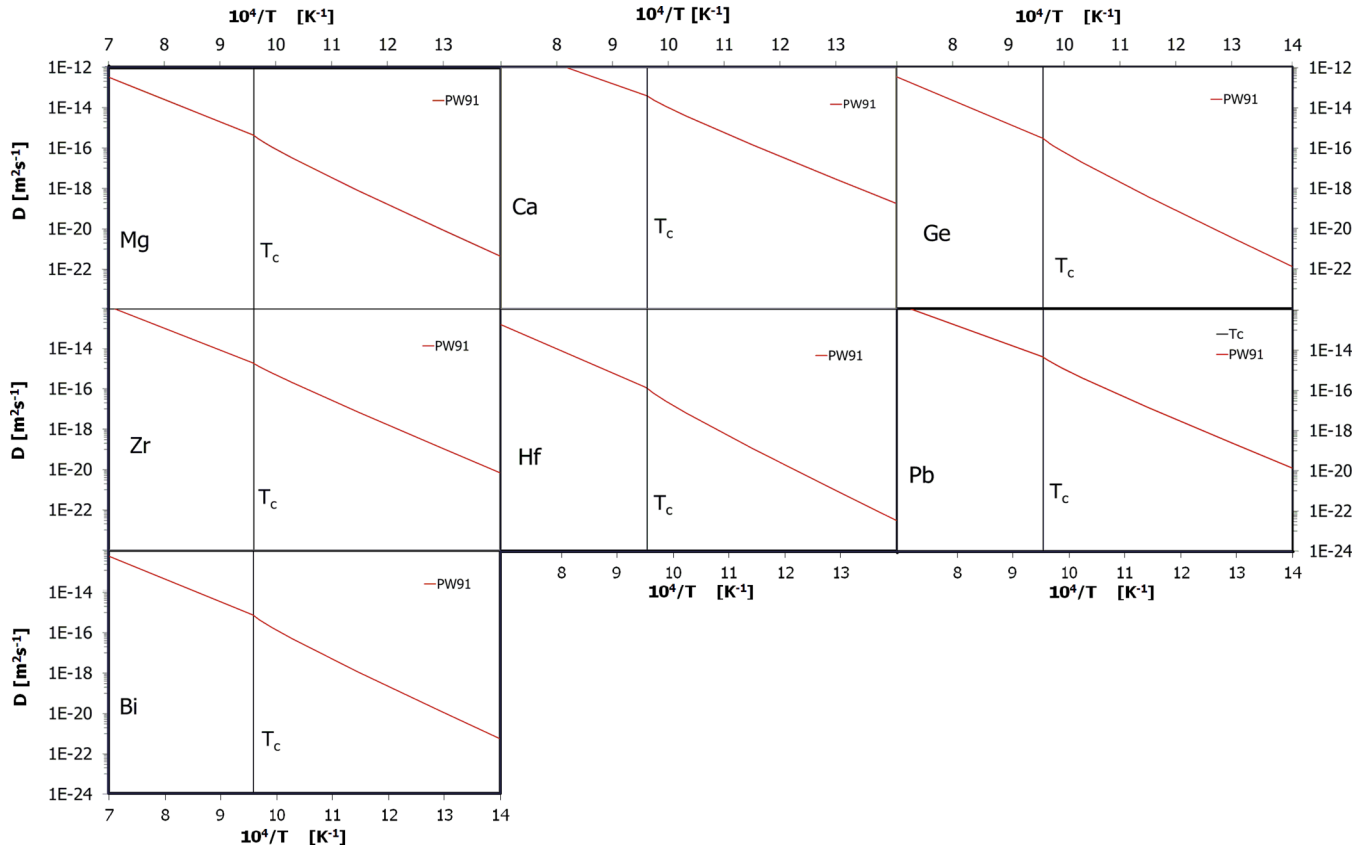 10⁴/T [K⁻¹] 10⁴/T [K⁻¹] 10⁴/T [K⁻¹]
7 8 9 10 11 12 13 8 9 10 11 12 13 8 9 10 11 12 13 14
1E-12 1E-12
PW91 PW91 PW91
1E-14 1E-14
1E-16 1E-16
D [m²s⁻¹]
1E-18 1E-18
Mg Tc Ca Tc Ge Tc
1E-20 1E-20
1E-22 1E-22
Tc
PW91 PW91 PW91
1E-14 1E-14
1E-16 1E-16
D [m²s⁻¹]
1E-18 1E-18
Zr Tc Hf Tc Pb Tc
1E-20 1E-20
1E-22 1E-22
1E-24
PW91
8 9 10 11 12 13 8 9 10 11 12 13 14
10⁴/T [K⁻¹] 10⁴/T [K⁻¹]
1E-14
1E-16
D [m²s⁻¹]
1E-18
Bi Tc
1E-20
1E-22
1E-24
7 8 9 10 11 12 13 14
10⁴/T [K⁻¹]